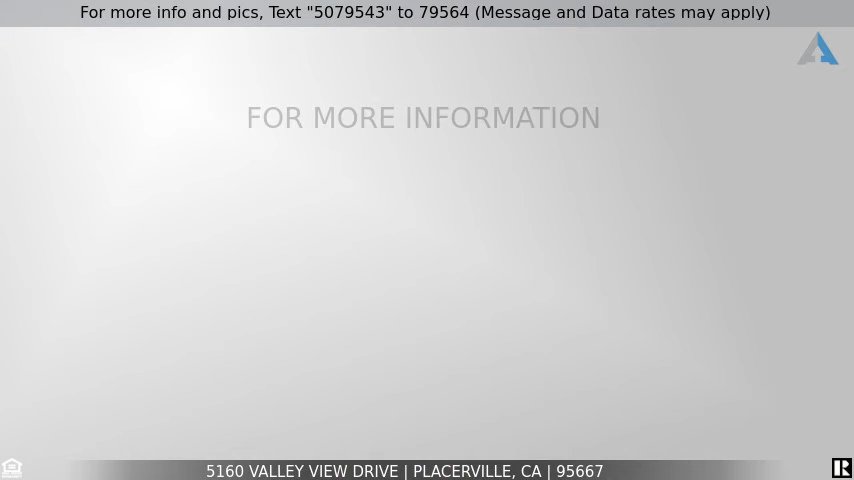 For more info and pics, Text "5079543" to 79564 (Message and Data rates may apply)
FOR MORE INFORMATION
5160 VALLEY VIEW DRIVE | PLACERVILLE, CA | 95667